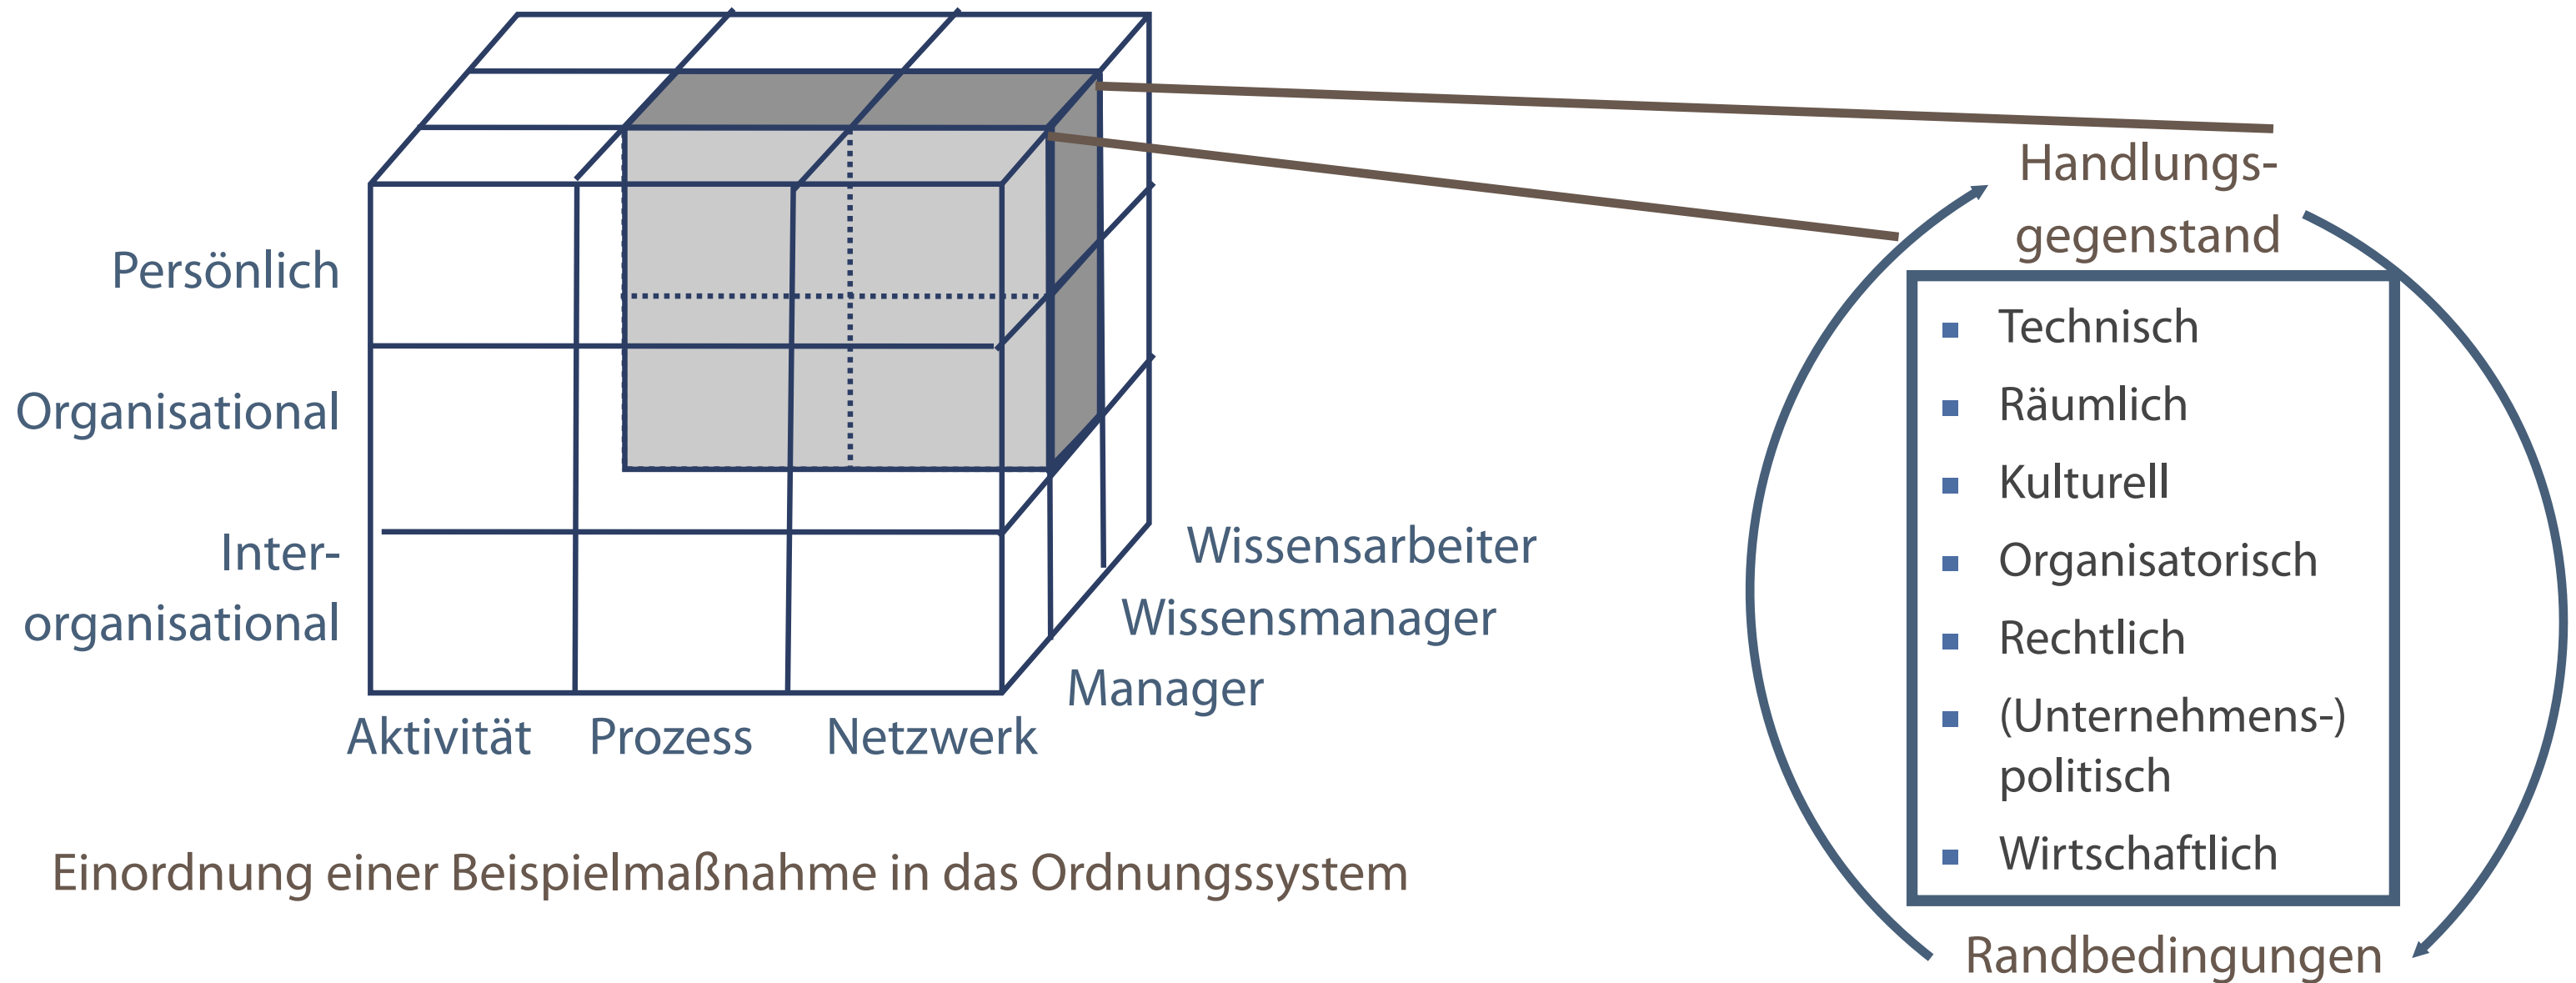 Persönlich
Organisational
Inter-
organisational
Aktivität
Prozess
Netzwerk
Manager
Wissensmanager
Wissensarbeiter
Einordnung einer Beispielmaßnahme in das Ordnungssystem
Handlungs-
gegenstand
Technisch
Räumlich
Kulturell
Organisatorisch
Rechtlich
(Unternehmens-)
politisch
Wirtschaftlich
Randbedingungen